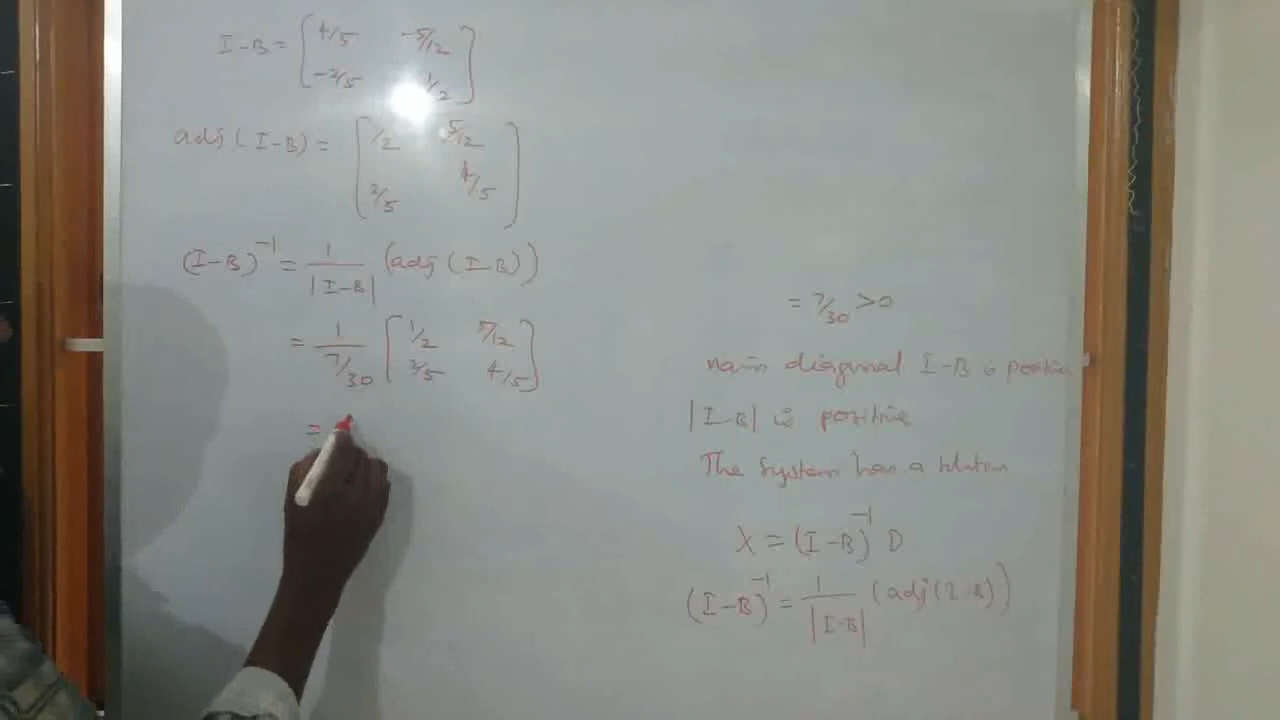 I-B = [ 4/5 -5/12
-2/5 1/2 ]
adj (I-B) = [ 1/2 5/12
2/5 4/5 ]
(I-B)⁻¹ = 1/|I-B| (adj (I-B))
= 1/(7/30) [ 1/2 5/12
2/5 4/5 ]
=
= 7/30 >0
main diagonal I-B is positive
|I-B| is positive
The system has a solution
X = (I-B)⁻¹ D
(I-B)⁻¹ = 1/|I-B| (adj(I-B))